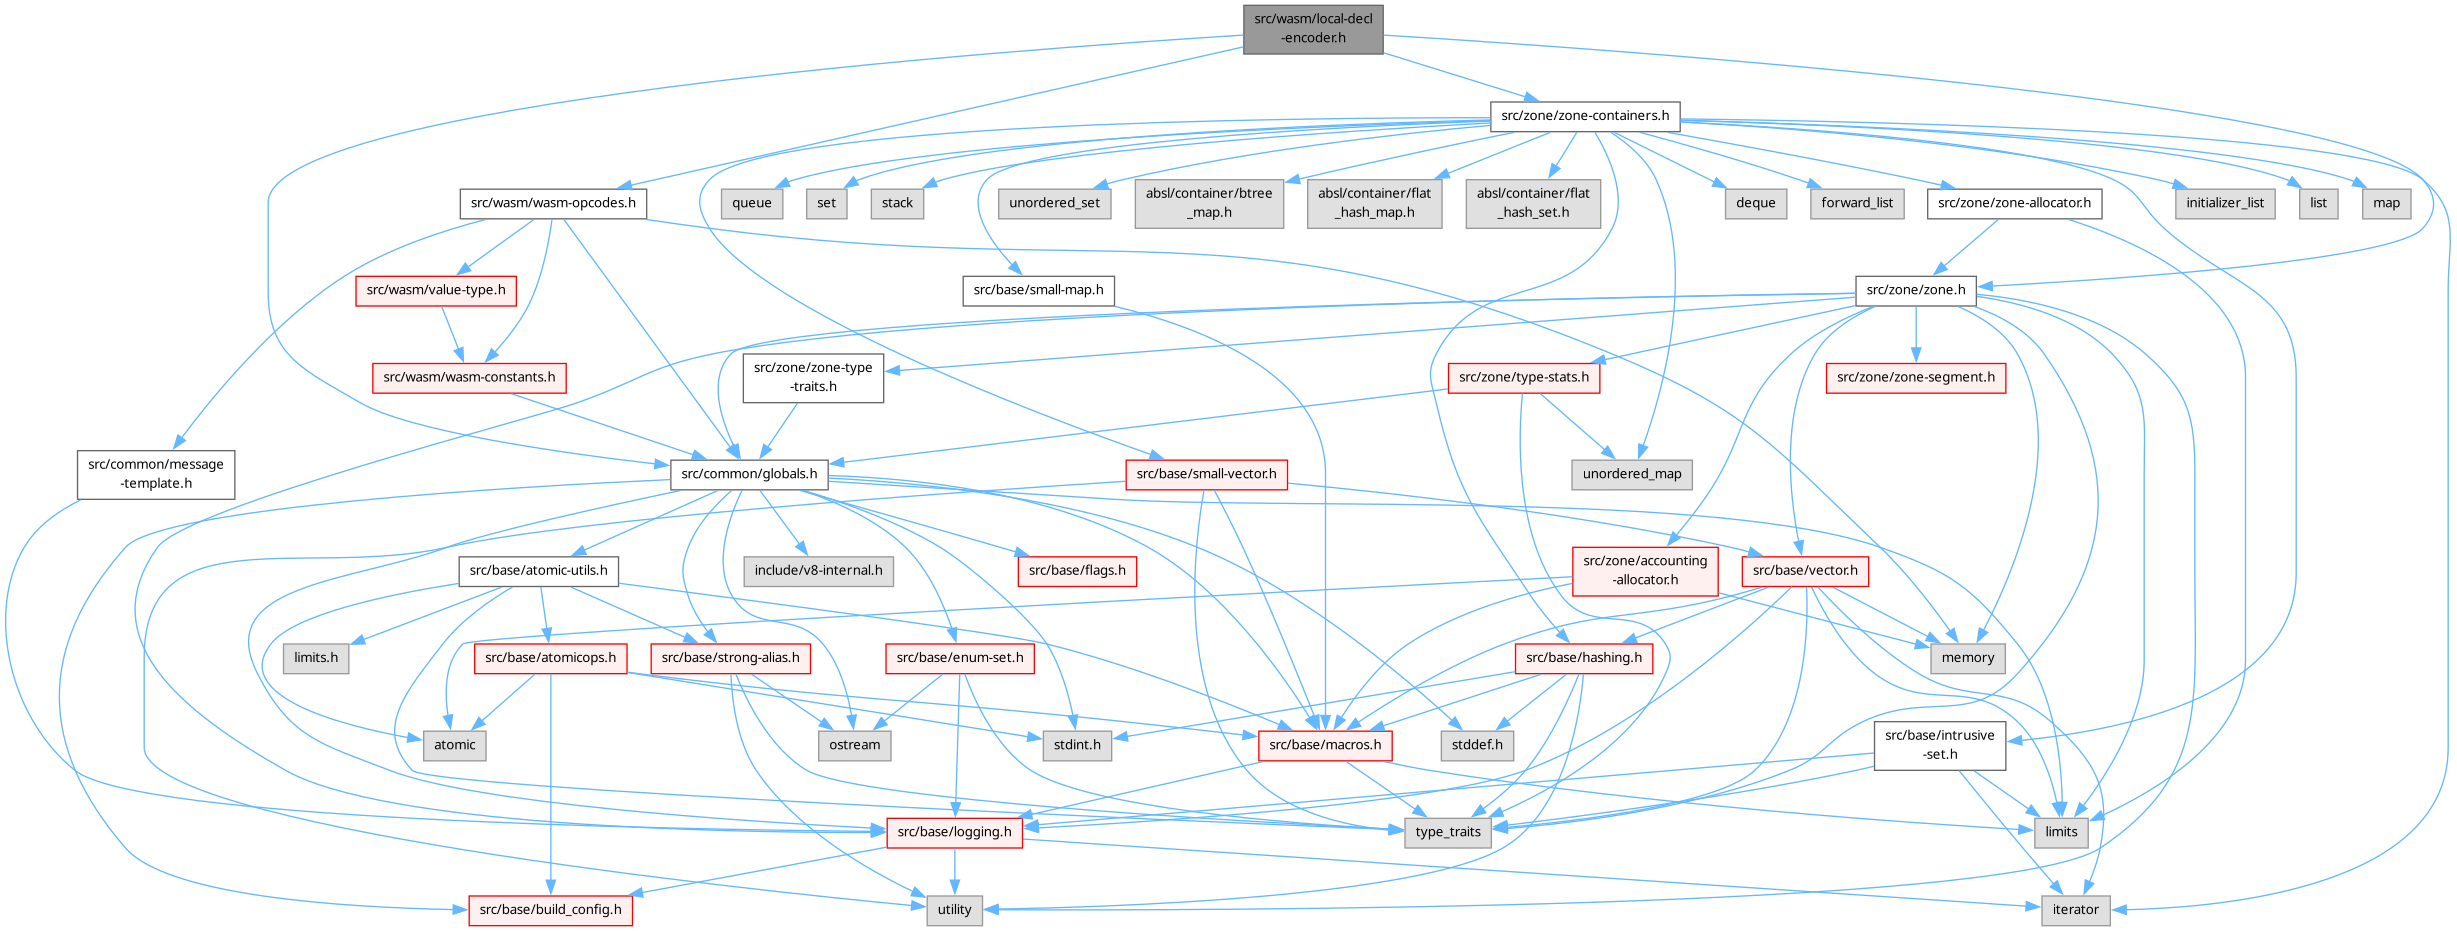 src/wasm/local-decl
-encoder.h
src/zone/zone-containers.h
src/wasm/wasm-opcodes.h
queue
set
stack
unordered_set
absl/container/btree
_map.h
absl/container/flat
_hash_map.h
absl/container/flat
_hash_set.h
deque
forward_list
src/zone/zone-allocator.h
initializer_list
list
map
src/wasm/value-type.h
src/base/small-map.h
src/zone/zone.h
src/wasm/wasm-constants.h
src/zone/zone-type
-traits.h
src/zone/type-stats.h
src/zone/zone-segment.h
src/common/message
-template.h
src/common/globals.h
src/base/small-vector.h
unordered_map
src/base/atomic-utils.h
include/v8-internal.h
src/base/flags.h
src/zone/accounting
-allocator.h
src/base/vector.h
limits.h
src/base/atomicops.h
src/base/strong-alias.h
src/base/enum-set.h
src/base/hashing.h
memory
atomic
ostream
stdint.h
src/base/macros.h
stddef.h
src/base/intrusive
-set.h
src/base/logging.h
type_traits
limits
src/base/build_config.h
utility
iterator